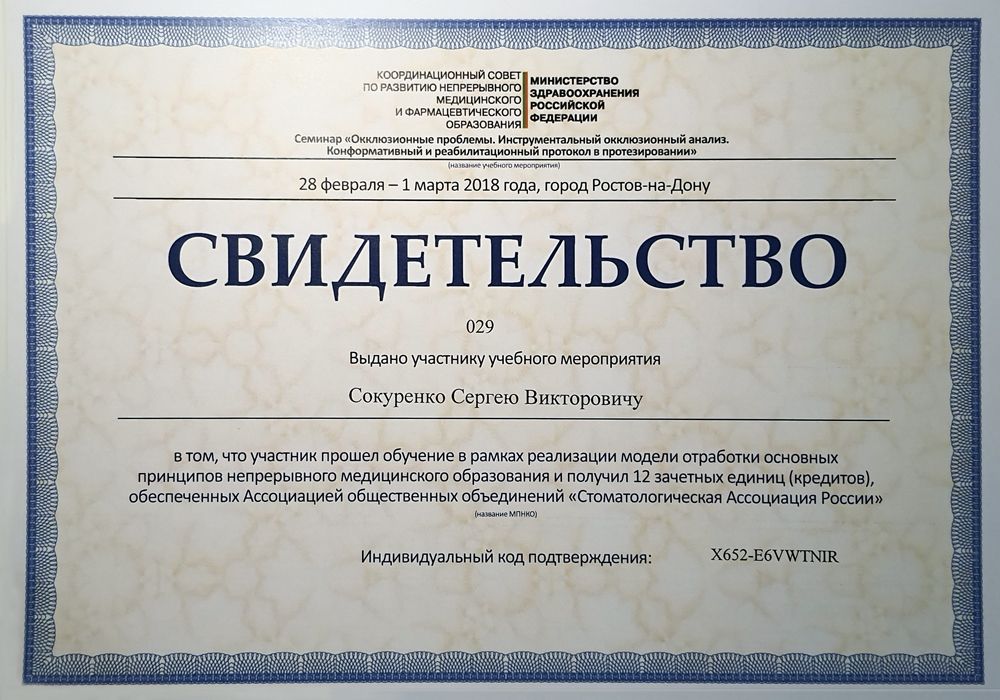 КООРДИНАЦИОННЫЙ СОВЕТ
ПО РАЗВИТИЮ НЕПРЕРЫВНОГО
МЕДИЦИНСКОГО
И ФАРМАЦЕВТИЧЕСКОГО
ОБРАЗОВАНИЯ
МИНИСТЕРСТВО
ЗДРАВООХРАНЕНИЯ
РОССИЙСКОЙ
ФЕДЕРАЦИИ
Семинар «Окклюзионные проблемы. Инструментальный окклюзионный анализ.
Конформативный и реабилитационный протокол в протезировании»
(название учебного мероприятия)
28 февраля – 1 марта 2018 года, город Ростов-на-Дону
СВИДЕТЕЛЬСТВО
029
Выдано участнику учебного мероприятия
Сокуренко Сергею Викторовичу
в том, что участник прошел обучение в рамках реализации модели отработки основных
принципов непрерывного медицинского образования и получил 12 зачетных единиц (кредитов),
обеспеченных Ассоциацией общественных объединений «Стоматологическая Ассоциация России»
(название МПНКО)
Индивидуальный код подтверждения: X652-E6VWTNIR